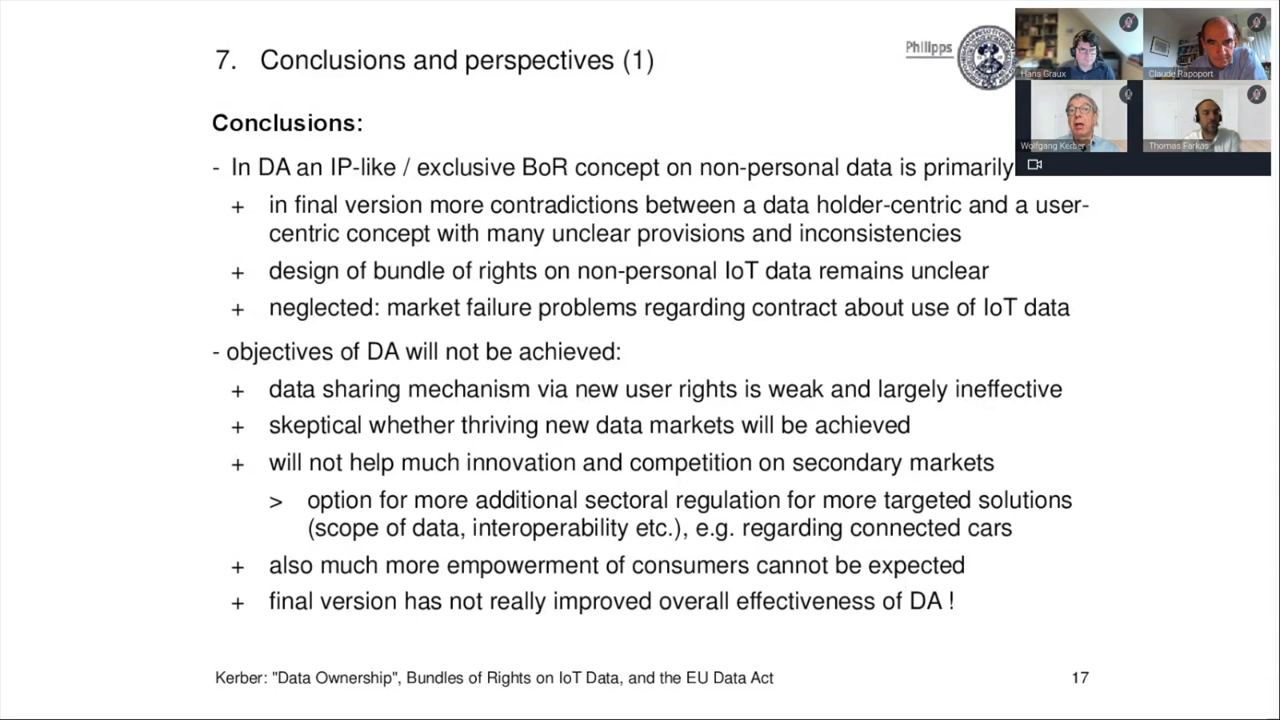 7. Conclusions and perspectives (1)
Philipps
Hans Graux
Claude Rapoport
Wolfgang Kerber
Thomas Farkas
Conclusions:
- In DA an IP-like / exclusive BoR concept on non-personal data is primarily
+ in final version more contradictions between a data holder-centric and a user-
centric concept with many unclear provisions and inconsistencies
+ design of bundle of rights on non-personal IoT data remains unclear
+ neglected: market failure problems regarding contract about use of IoT data
- objectives of DA will not be achieved:
+ data sharing mechanism via new user rights is weak and largely ineffective
+ skeptical whether thriving new data markets will be achieved
+ will not help much innovation and competition on secondary markets
> option for more additional sectoral regulation for more targeted solutions
(scope of data, interoperability etc.), e.g. regarding connected cars
+ also much more empowerment of consumers cannot be expected
+ final version has not really improved overall effectiveness of DA !
Kerber: "Data Ownership", Bundles of Rights on IoT Data, and the EU Data Act
17